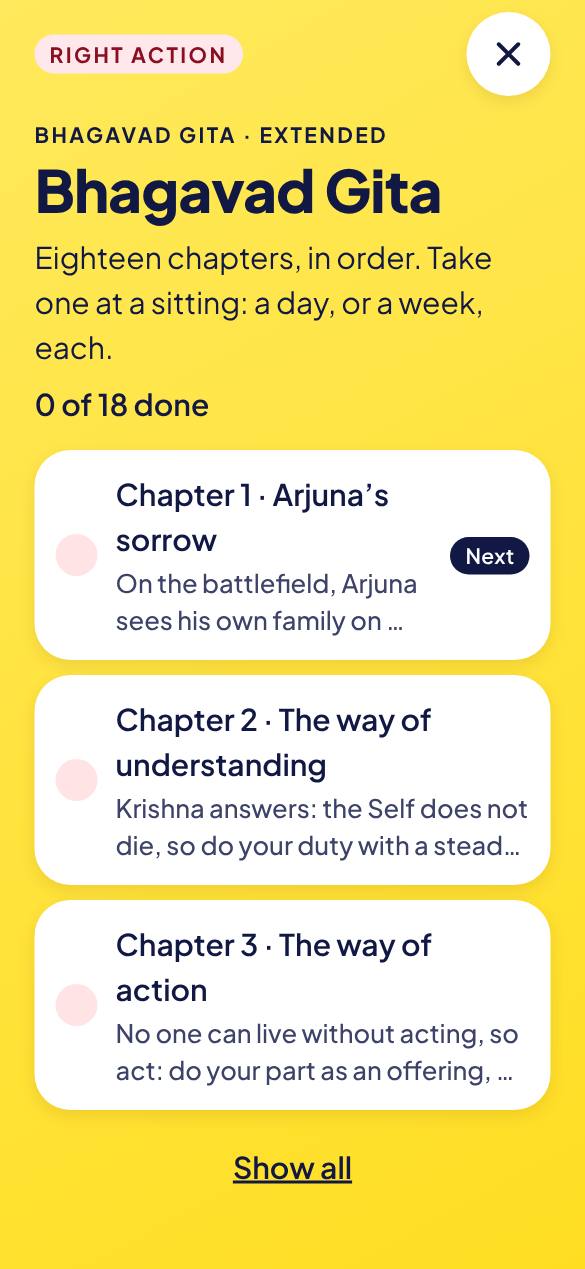 RIGHT ACTION
BHAGAVAD GITA · EXTENDED
Bhagavad Gita
Eighteen chapters, in order. Take
one at a sitting: a day, or a week,
each.
0 of 18 done
Chapter 1 · Arjuna’s
sorrow
On the battlefield, Arjuna
sees his own family on …
Next
Chapter 2 · The way of
understanding
Krishna answers: the Self does not
die, so do your duty with a stead…
Chapter 3 · The way of
action
No one can live without acting, so
act: do your part as an offering, …
Show all